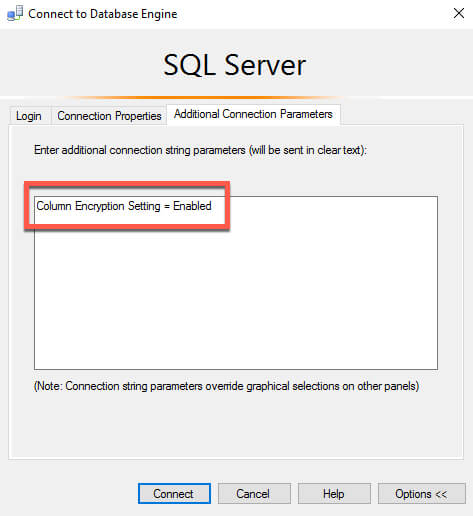 Connect to Database Engine
SQL Server
Login
Connection Properties
Additional Connection Parameters
Enter additional connection string parameters (will be sent in clear text):
Column Encryption Setting = Enabled
(Note: Connection string parameters override graphical selections on other panels)
Connect
Cancel
Help
Options <<